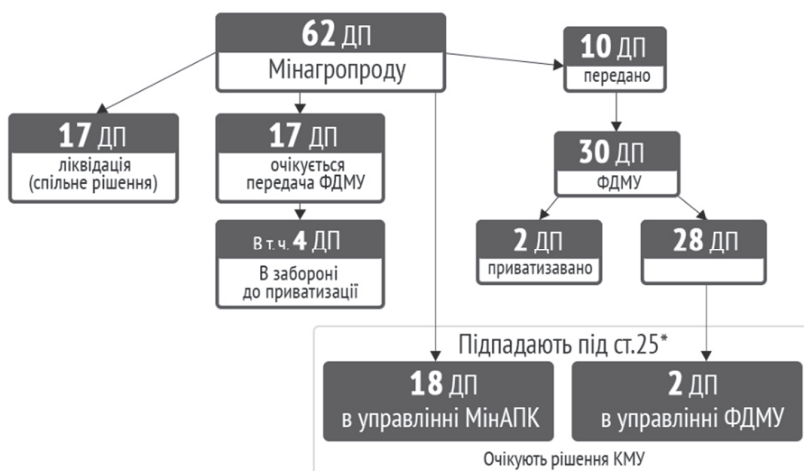 62 ДП
Мінагропроду
10 ДП
передано
17 ДП
ліквідація
(спільне рішення)
17 ДП
очікується
передача ФДМУ
30 ДП
ФДМУ
В т. ч. 4 ДП
В забороні
до приватизації
2 ДП
приватизавано
28 ДП
Підпадають під ст.25*
18 ДП
в управлінні МінАПК
2 ДП
в управлінні ФДМУ
Очікують рішення КМУ